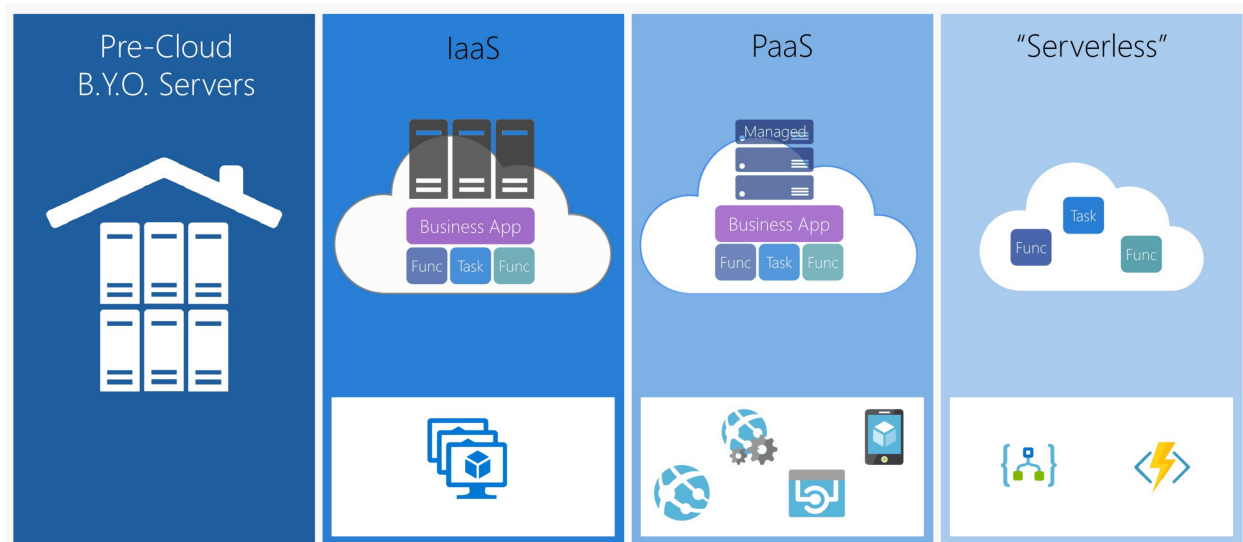 Pre-Cloud
B.Y.O. Servers
IaaS
Business App
Func Task Func
PaaS
Managed
Business App
Func Task Func
“Serverless”
Task
Func
Func